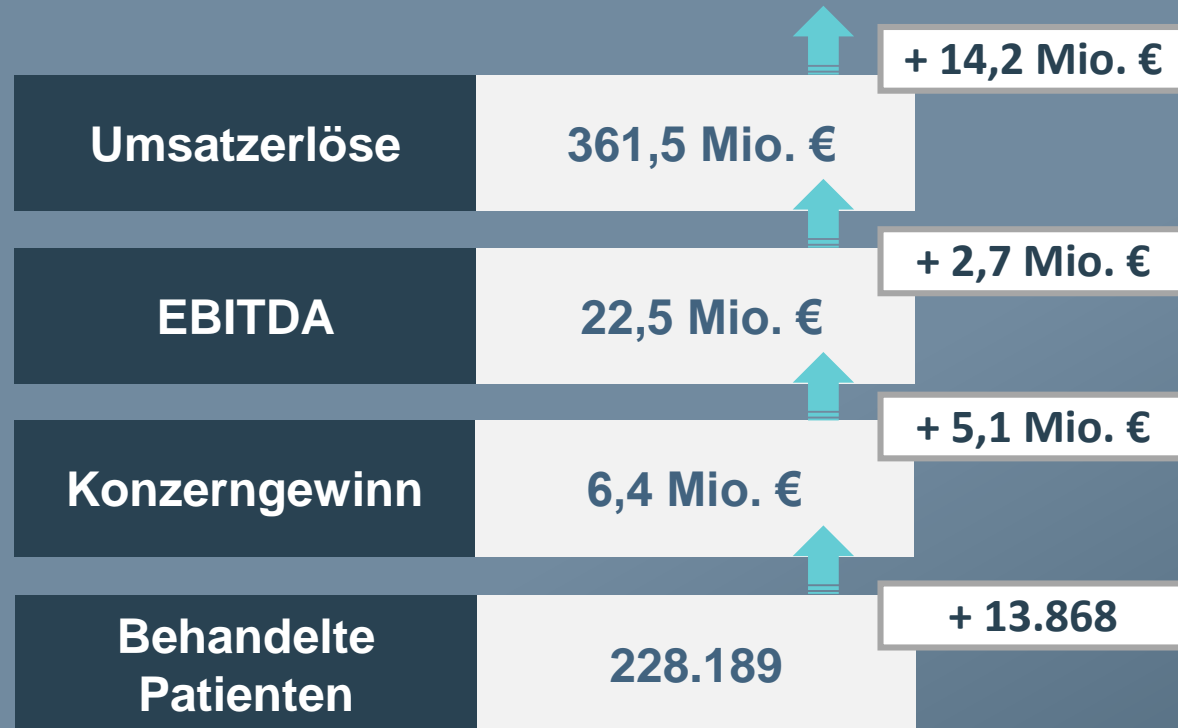 + 14,2 Mio. €
Umsatzerlöse
361,5 Mio. €
+ 2,7 Mio. €
EBITDA
22,5 Mio. €
+ 5,1 Mio. €
Konzerngewinn
6,4 Mio. €
+ 13.868
Behandelte
Patienten
228.189